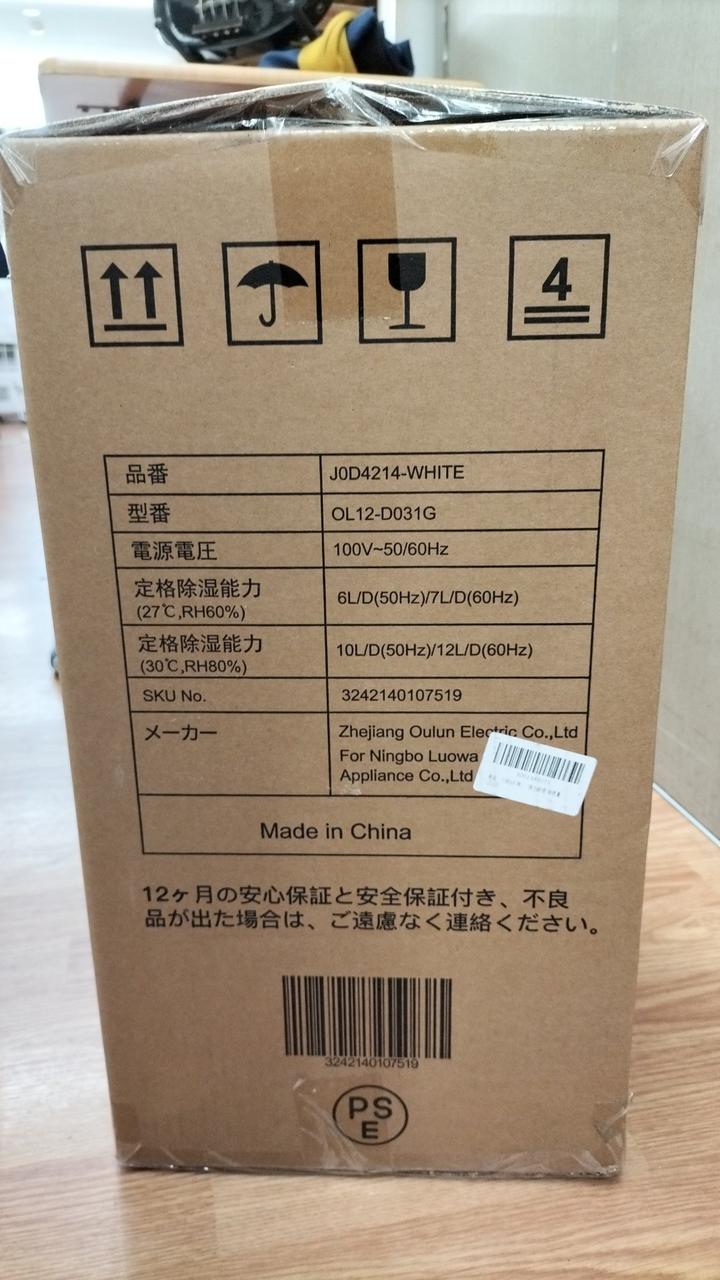 4
品番 J0D4214-WHITE
型番 OL12-D031G
電源電圧 100V~50/60Hz
定格除湿能力
(27℃,RH60%) 6L/D(50Hz)/7L/D(60Hz)
定格除湿能力
(30℃,RH80%) 10L/D(50Hz)/12L/D(60Hz)
SKU No. 3242140107519
メーカー Zhejiang Oulun Electric Co.,Ltd
For Ningbo Luowa
Appliance Co.,Ltd
Made in China
12ヶ月の安心保証と安全保証付き、不良
品が出た場合は、ご遠慮なく連絡ください。
3242140107519
PS
E